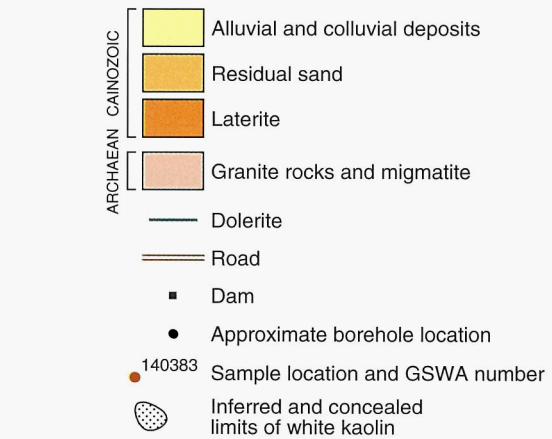 CAINOZOIC
Alluvial and colluvial deposits
Residual sand
Laterite
ARCHAEAN
Granite rocks and migmatite
Dolerite
Road
Dam
Approximate borehole location
140383
Sample location and GSWA number
Inferred and concealed
limits of white kaolin